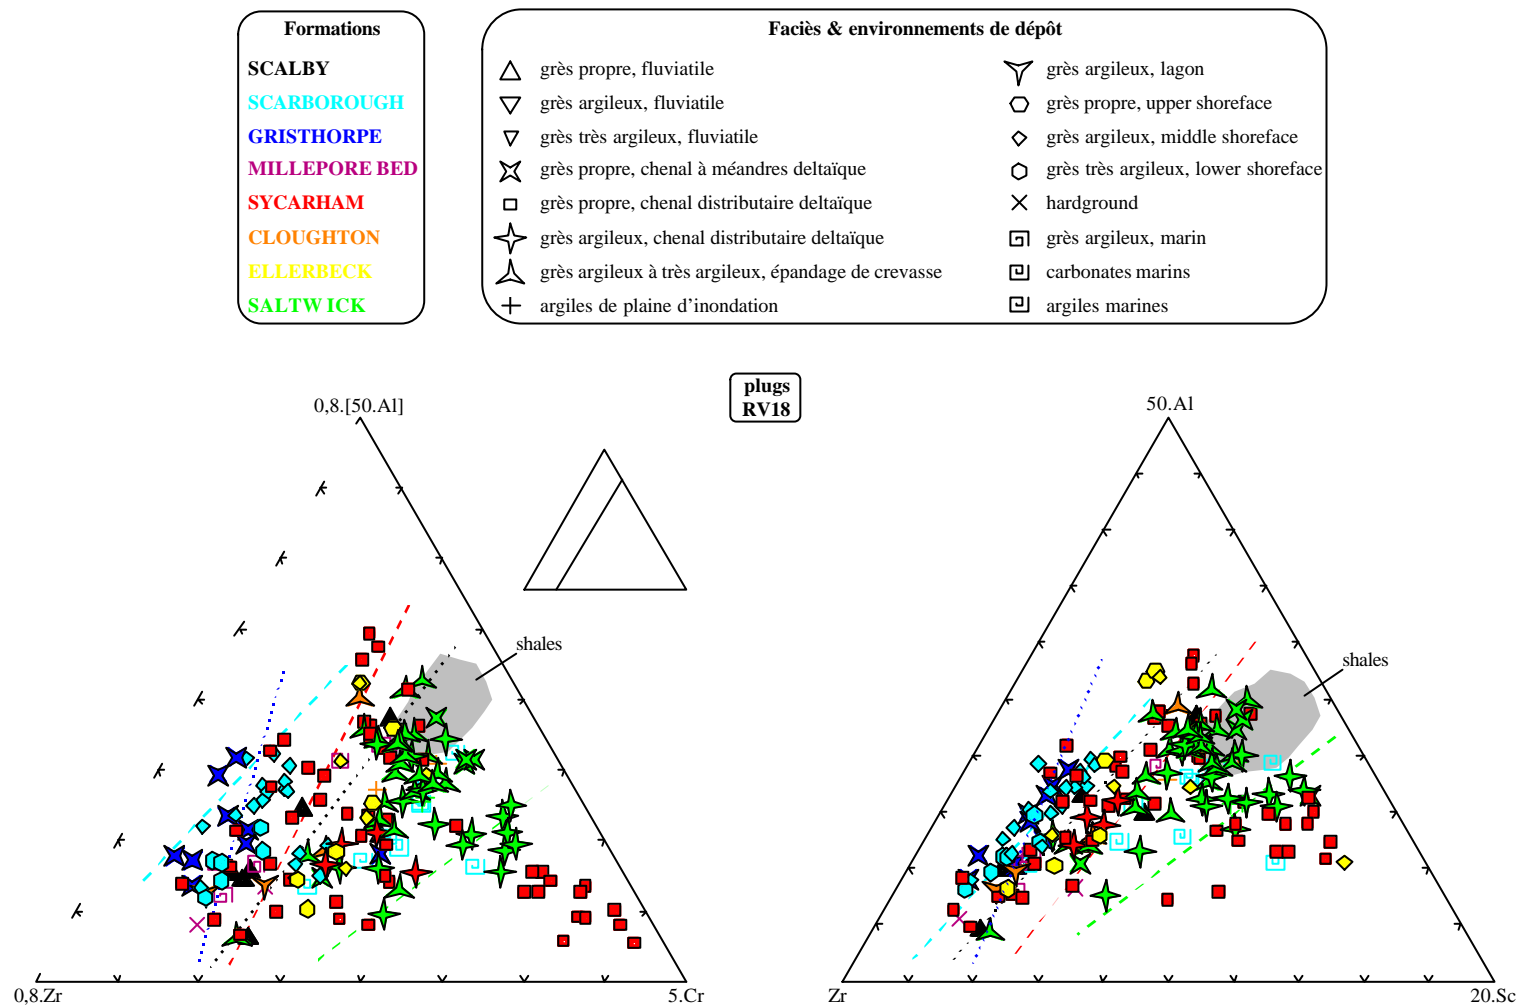 Formations
SCALBY
SCARBOROUGH
GRISTHORPE
MILLEPORE BED
SYCARHAM
CLOUGHTON
ELLERBECK
SALTW ICK
Faciès & environnements de dépôt
grès propre, fluviatile
grès argileux, fluviatile
grès très argileux, fluviatile
grès propre, chenal à méandres deltaïque
grès propre, chenal distributaire deltaïque
grès argileux, chenal distributaire deltaïque
grès argileux à très argileux, épandage de crevasse
argiles de plaine d’inondation
grès argileux, lagon
grès propre, upper shoreface
grès argileux, middle shoreface
grès très argileux, lower shoreface
hardground
grès argileux, marin
carbonates marins
argiles marines
plugs
RV18
0,8.[50.Al]
shales
0,8.Zr
5.Cr
50.Al
shales
Zr
20.Sc